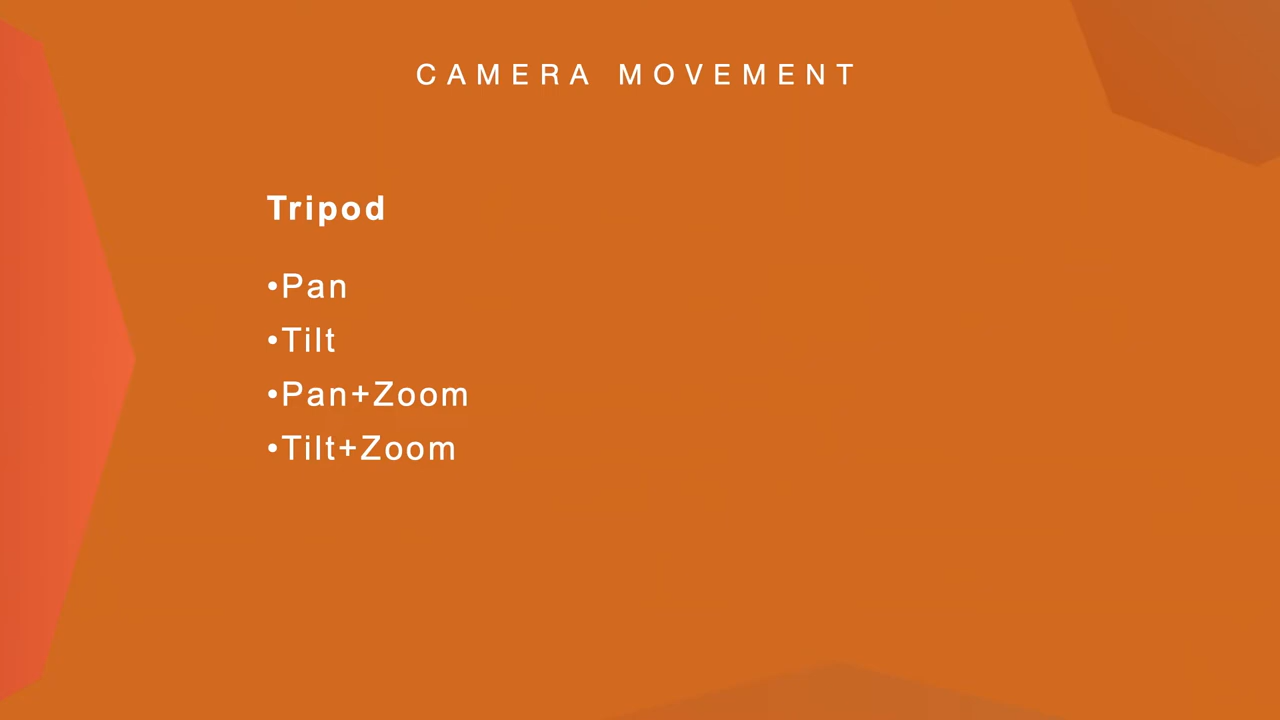 CAMERA MOVEMENT
Tripod
•Pan
•Tilt
•Pan+Zoom
•Tilt+Zoom